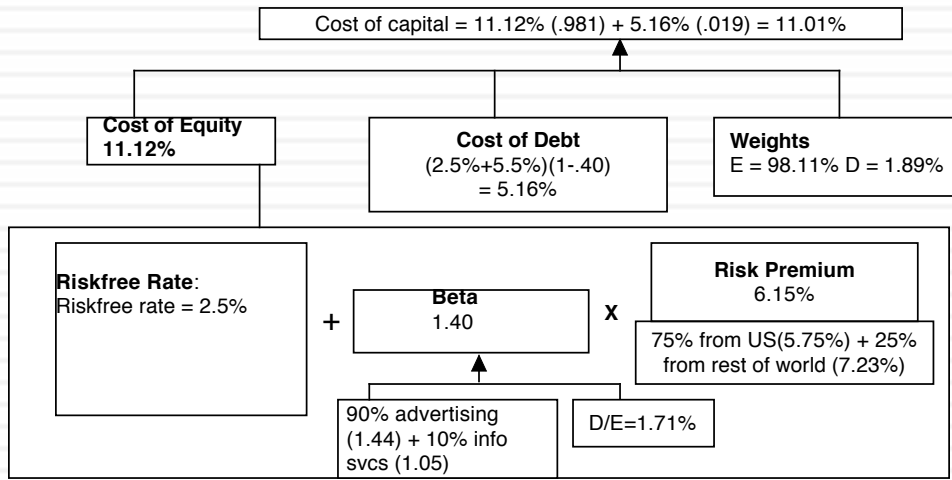 Cost of capital = 11.12% (.981) + 5.16% (.019) = 11.01%
Cost of Equity
11.12%
Cost of Debt
(2.5%+5.5%)(1-.40)
= 5.16%
Weights
E = 98.11% D = 1.89%
Riskfree Rate:
Riskfree rate = 2.5%
+
Beta
1.40
X
Risk Premium
6.15%
75% from US(5.75%) + 25%
from rest of world (7.23%)
90% advertising
(1.44) + 10% info
svcs (1.05)
D/E=1.71%